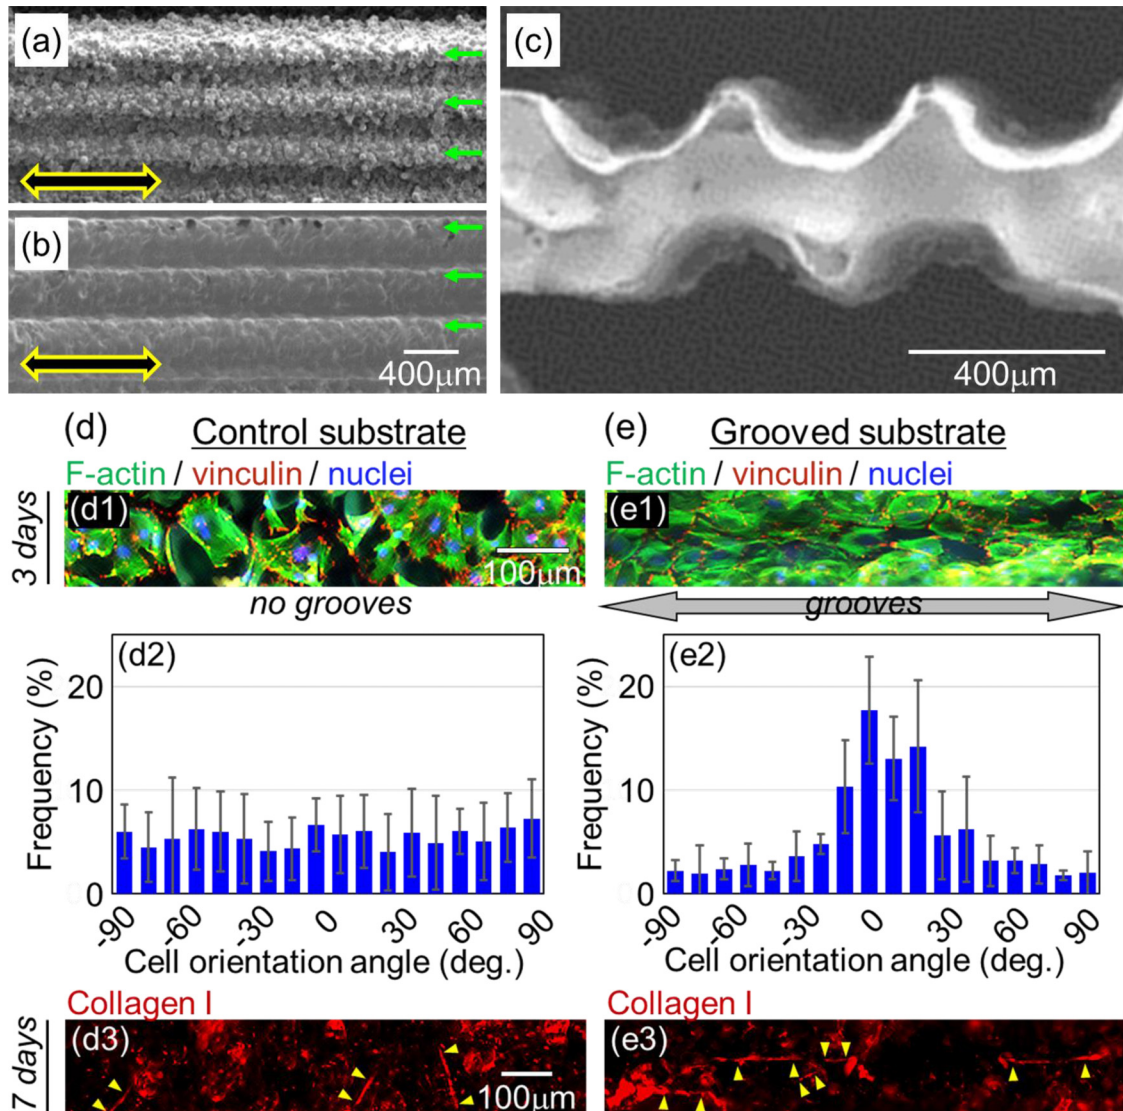 (a)
(b)
400μm
(c)
400μm
(d)
Control substrate
F-actin / vinculin / nuclei
3 days
(d1)
100μm
no grooves
(e)
Grooved substrate
F-actin / vinculin / nuclei
(e1)
grooves
(d2)
Frequency (%)
20
10
0
-90 -60 -30 0 30 60 90
Cell orientation angle (deg.)
(e2)
Frequency (%)
20
10
0
-90 -60 -30 0 30 60 90
Cell orientation angle (deg.)
7 days
Collagen I
(d3)
100μm
Collagen I
(e3)